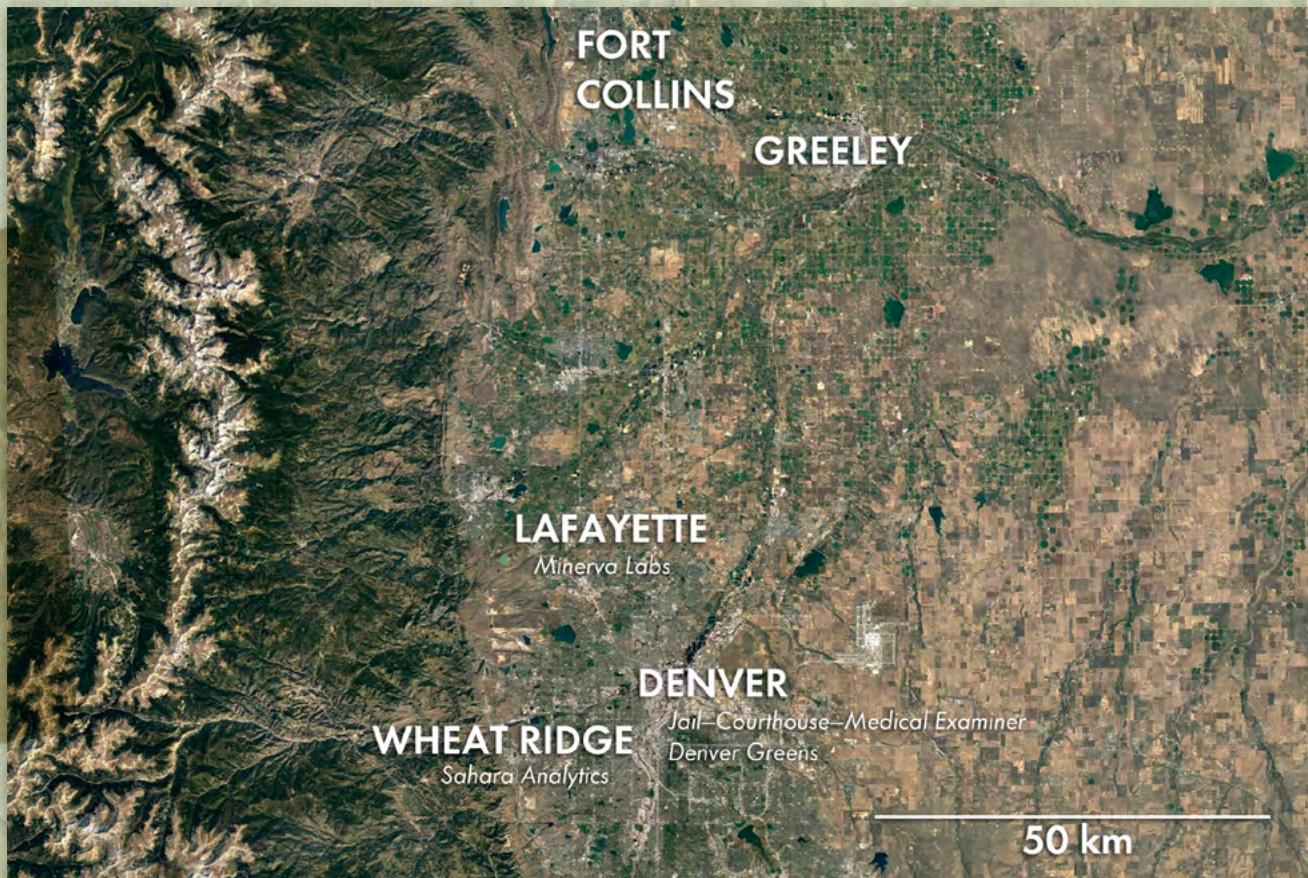 FORT
COLLINS
GREELEY
LAFAYETTE
Minerva Labs
DENVER
Jail–Courthouse–Medical Examiner
Denver Greens
WHEAT RIDGE
Sahara Analytics
50 km